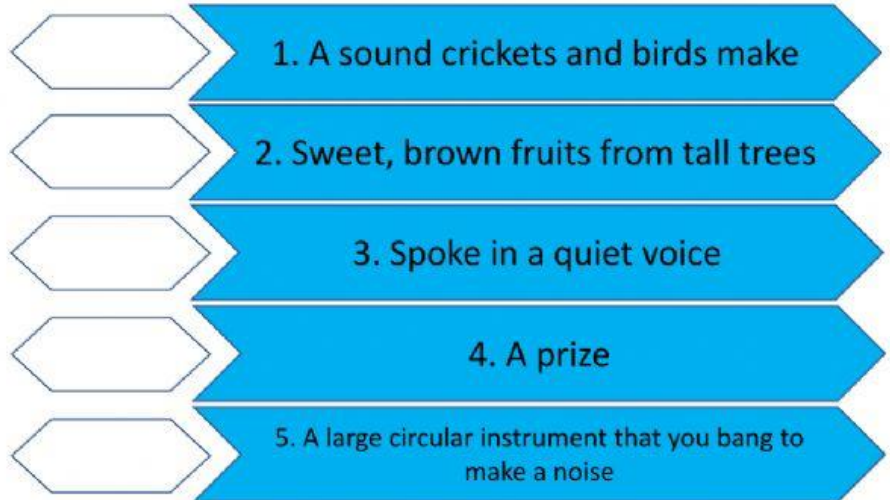 1. A sound crickets and birds make
2. Sweet, brown fruits from tall trees
3. Spoke in a quiet voice
4. A prize
5. A large circular instrument that you bang to
make a noise